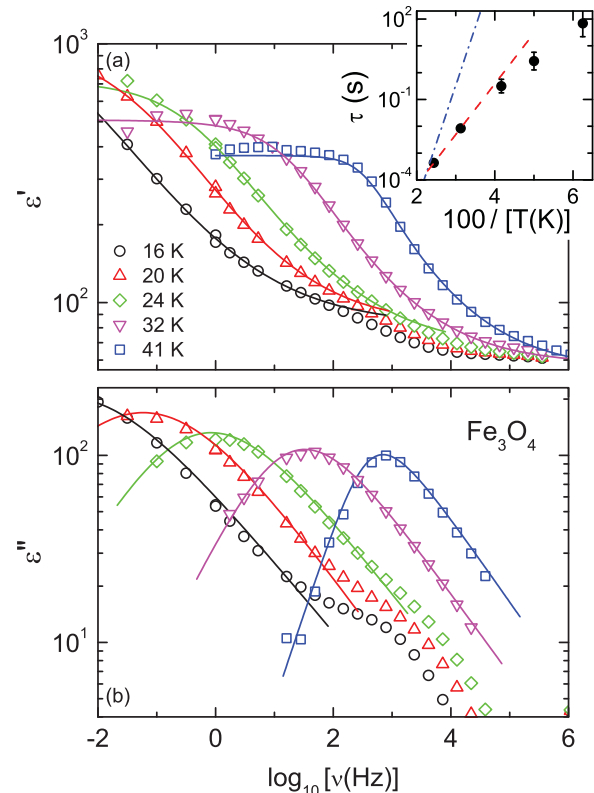 (a)
10³
10²
ε'
16 K
20 K
24 K
32 K
41 K
10²
10⁻¹
10⁻⁴
τ (s)
2 4 6
100 / [T(K)]
Fe₃O₄
10²
10¹
ε"
(b)
-2 0 2 4 6
log₁₀ [ν(Hz)]